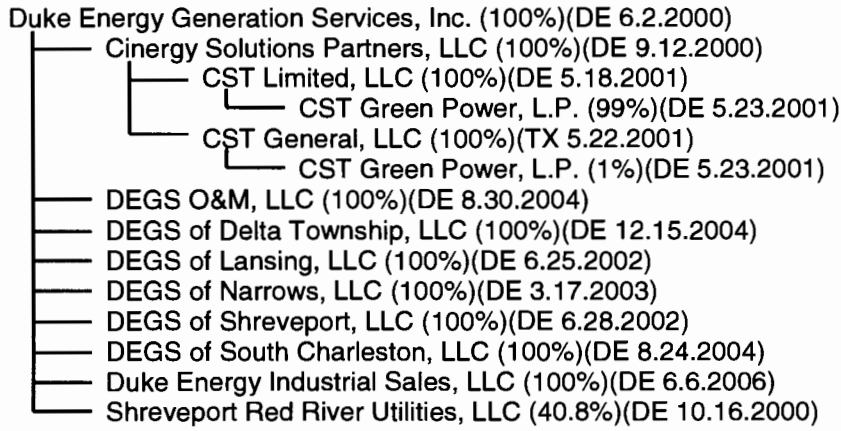 Duke Energy Generation Services, Inc. (100%)(DE 6.2.2000)
Cinergy Solutions Partners, LLC (100%)(DE 9.12.2000)
CST Limited, LLC (100%)(DE 5.18.2001)
CST Green Power, L.P. (99%)(DE 5.23.2001)
CST General, LLC (100%)(TX 5.22.2001)
CST Green Power, L.P. (1%)(DE 5.23.2001)
DEGS O&M, LLC (100%)(DE 8.30.2004)
DEGS of Delta Township, LLC (100%)(DE 12.15.2004)
DEGS of Lansing, LLC (100%)(DE 6.25.2002)
DEGS of Narrows, LLC (100%)(DE 3.17.2003)
DEGS of Shreveport, LLC (100%)(DE 6.28.2002)
DEGS of South Charleston, LLC (100%)(DE 8.24.2004)
Duke Energy Industrial Sales, LLC (100%)(DE 6.6.2006)
Shreveport Red River Utilities, LLC (40.8%)(DE 10.16.2000)